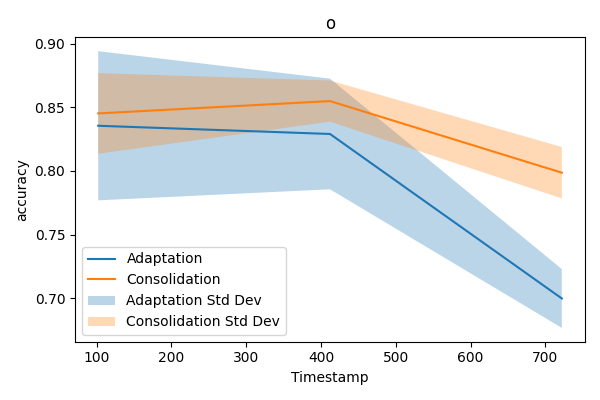 o
0.90
0.85
0.80
0.75
0.70
accuracy
Adaptation
Consolidation
Adaptation Std Dev
Consolidation Std Dev
100 200 300 400 500 600 700
Timestamp